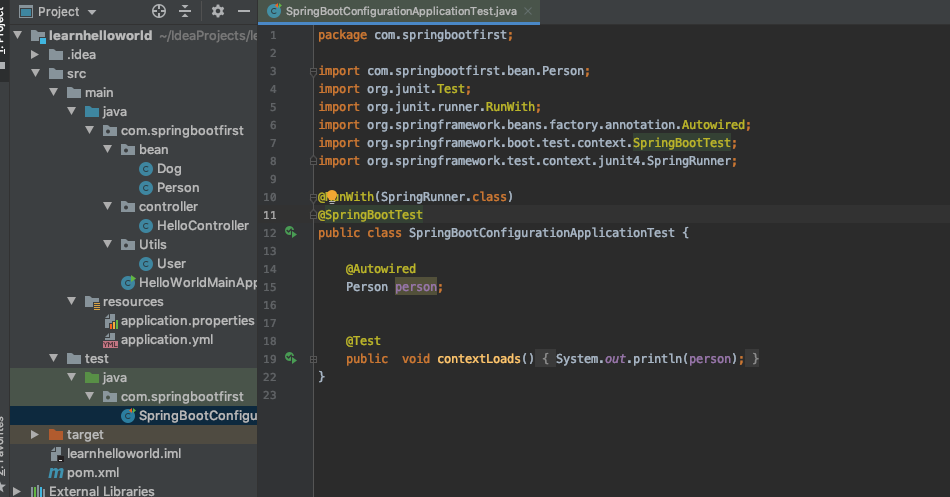 Project
SpringBootConfigurationApplicationTest.java
1: Project
learnhelloworld ~/IdeaProjects/le
.idea
src
main
java
com.springbootfirst
bean
Dog
Person
controller
HelloController
Utils
User
HelloWorldMainApp
resources
application.properties
application.yml
test
java
com.springbootfirst
SpringBootConfigu
target
learnhelloworld.iml
pom.xml
External Libraries
2: Favorites
1 package com.springbootfirst;
2
3 import com.springbootfirst.bean.Person;
4 import org.junit.Test;
5 import org.junit.runner.RunWith;
6 import org.springframework.beans.factory.annotation.Autowired;
7 import org.springframework.boot.test.context.SpringBootTest;
8 import org.springframework.test.context.junit4.SpringRunner;
9
10 @RunWith(SpringRunner.class)
11 @SpringBootTest
12 public class SpringBootConfigurationApplicationTest {
13
14 @Autowired
15 Person person;
16
17
18 @Test
19 public void contextLoads() { System.out.println(person); }
22 }
23